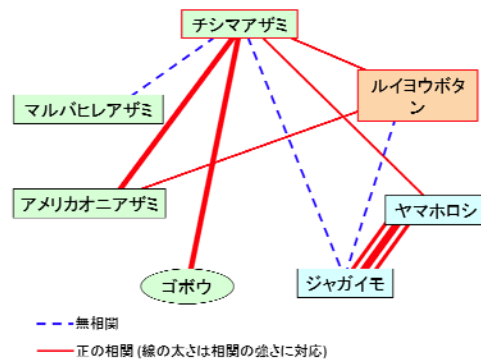 チシマアザミ
ルイヨウボタ
ン
マルバヒレアザミ
アメリカオニアザミ
ヤマホロシ
ゴボウ
ジャガイモ
無相関
正の相関 (線の太さは相関の強さに対応)